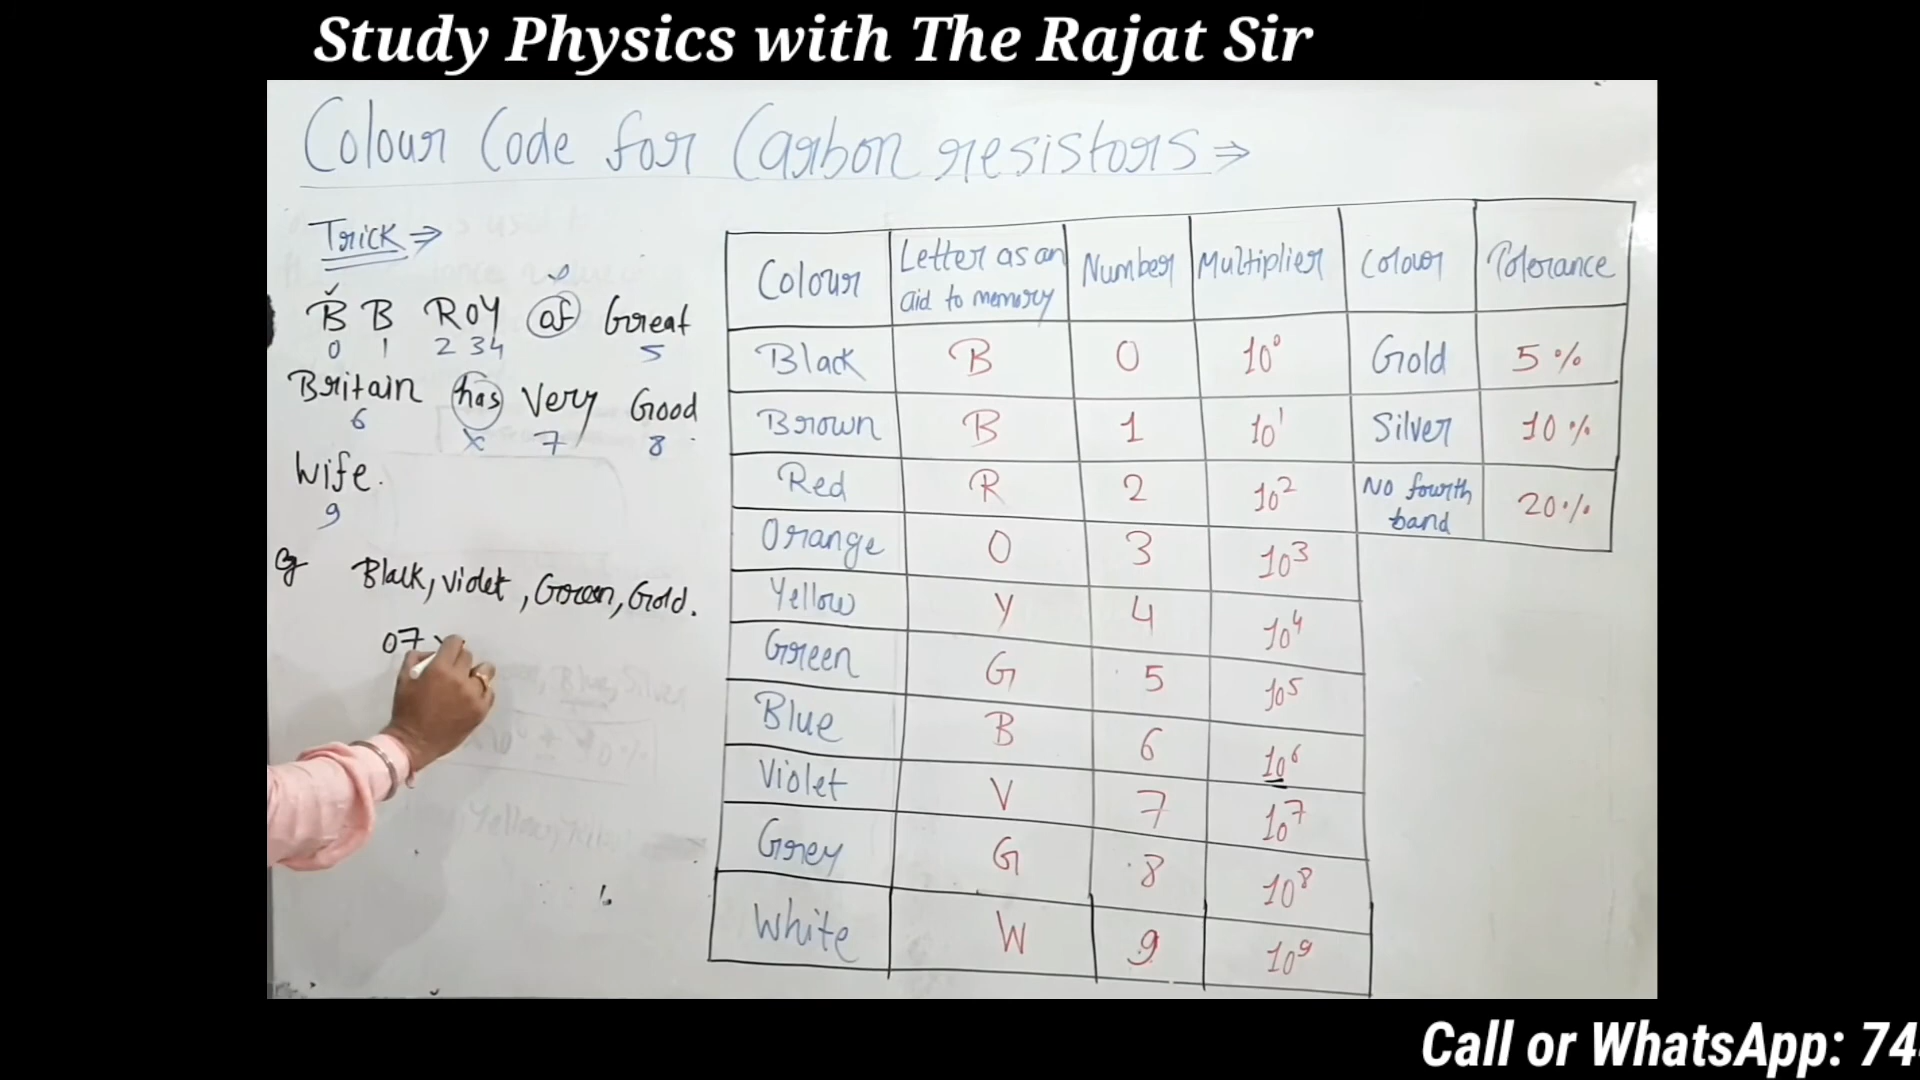 Study Physics with The Rajat Sir
Colour Code for Carbon resistors ⇒
Trick ⇒
B B ROY of Great
0 1 2 3 4 x 5
Britain has Very Good
6 x 7 8
Wife.
9
Eg Black, Violet, Green, Gold.
07 x
Colour Letter as an aid to memory Number Multiplier Colour Tolerance
Black B 0 10⁰ Gold 5%
Brown B 1 10¹ Silver 10%
Red R 2 10² No fourth band 20%
Orange O 3 10³
Yellow Y 4 10⁴
Green G 5 10⁵
Blue B 6 10⁶
Violet V 7 10⁷
Grey G 8 10⁸
White W 9 10⁹
Call or WhatsApp: 74